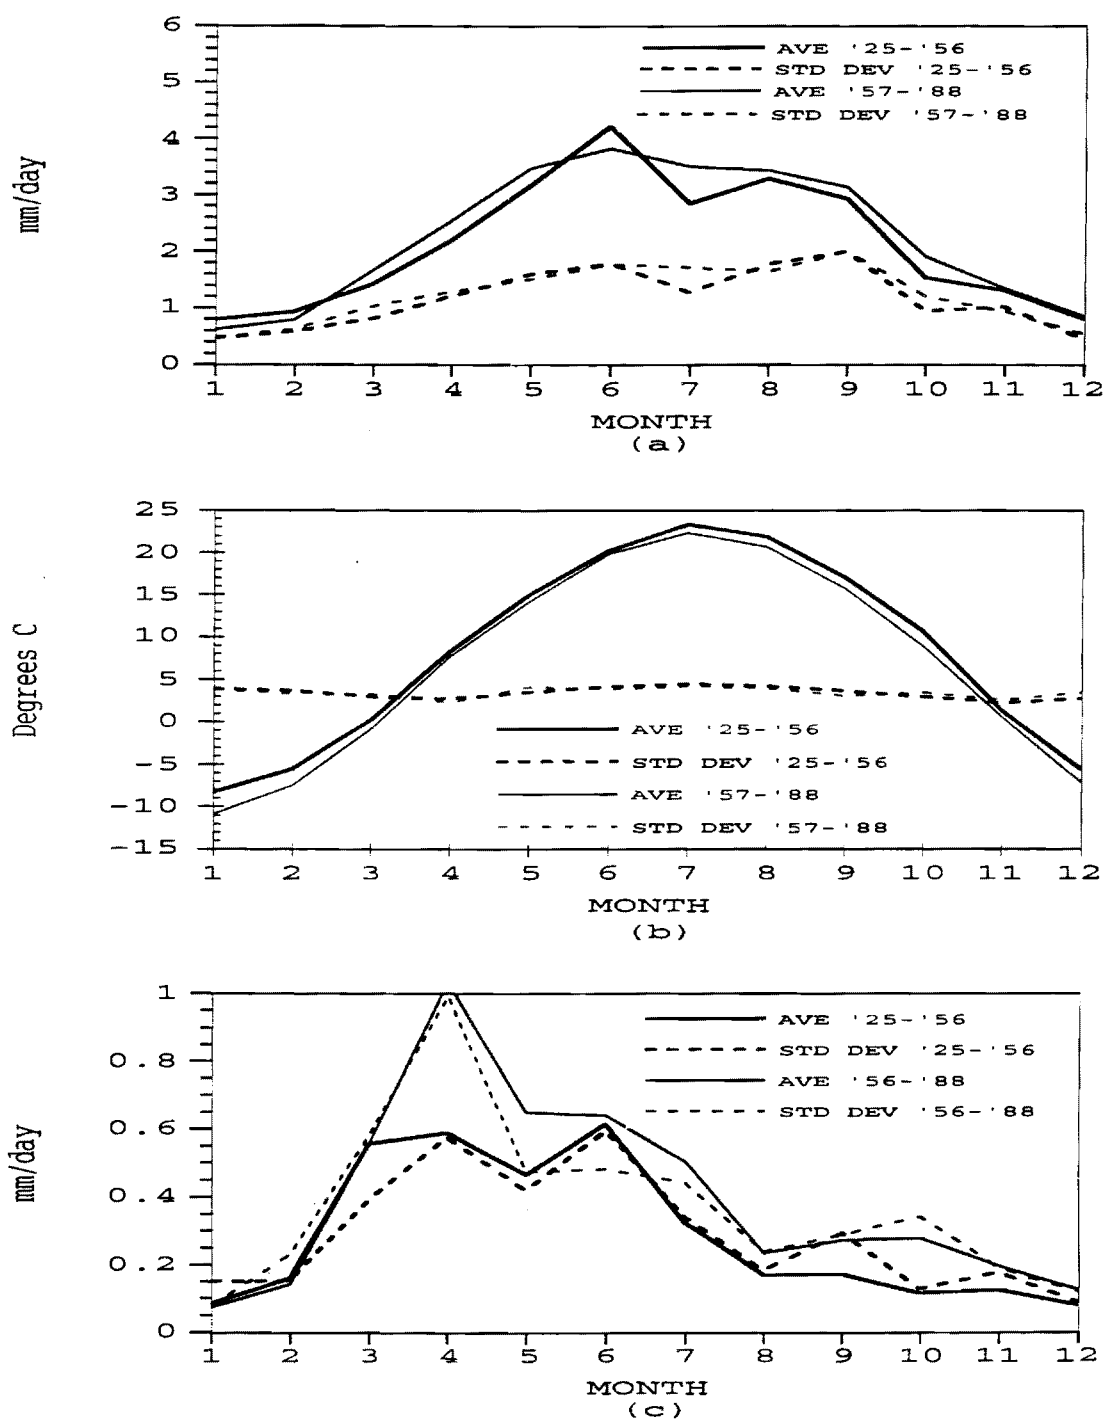 6
5
4
3
2
1
0
mm/day
AVE '25-'56
STD DEV '25-'56
AVE '57-'88
STD DEV '57-'88
1 2 3 4 5 6 7 8 9 10 11 12
MONTH
(a)
25
20
15
10
5
0
-5
-10
-15
Degrees C
AVE '25-'56
STD DEV '25-'56
AVE '57-'88
STD DEV '57-'88
1 2 3 4 5 6 7 8 9 10 11 12
MONTH
(b)
1
0.8
0.6
0.4
0.2
0
mm/day
AVE '25-'56
STD DEV '25-'56
AVE '56-'88
STD DEV '56-'88
1 2 3 4 5 6 7 8 9 10 11 12
MONTH
(c)